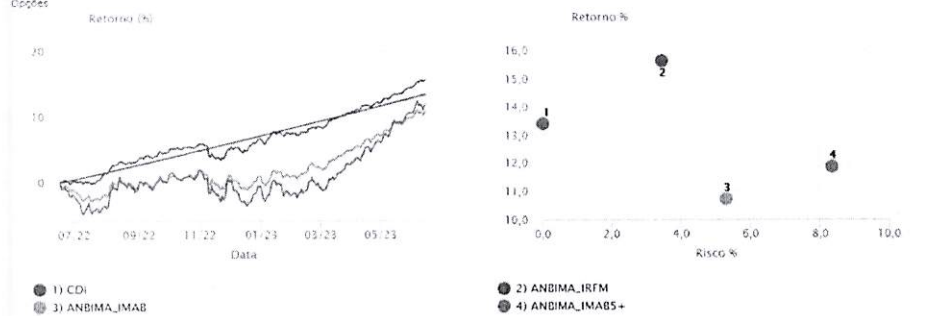 Opções
Retorno (%)
20
10
0
07/22 09/22 11/22 01/23 03/23 05/23
Data
1) CDI
3) ANBIMA_IMAB
Retorno %
16,0
15,0
14,0
13,0
12,0
11,0
10,0
1
2
3
4
0,0 2,0 4,0 6,0 8,0 10,0
Risco %
2) ANBIMA_IRFM
4) ANBIMA_IMAB5+